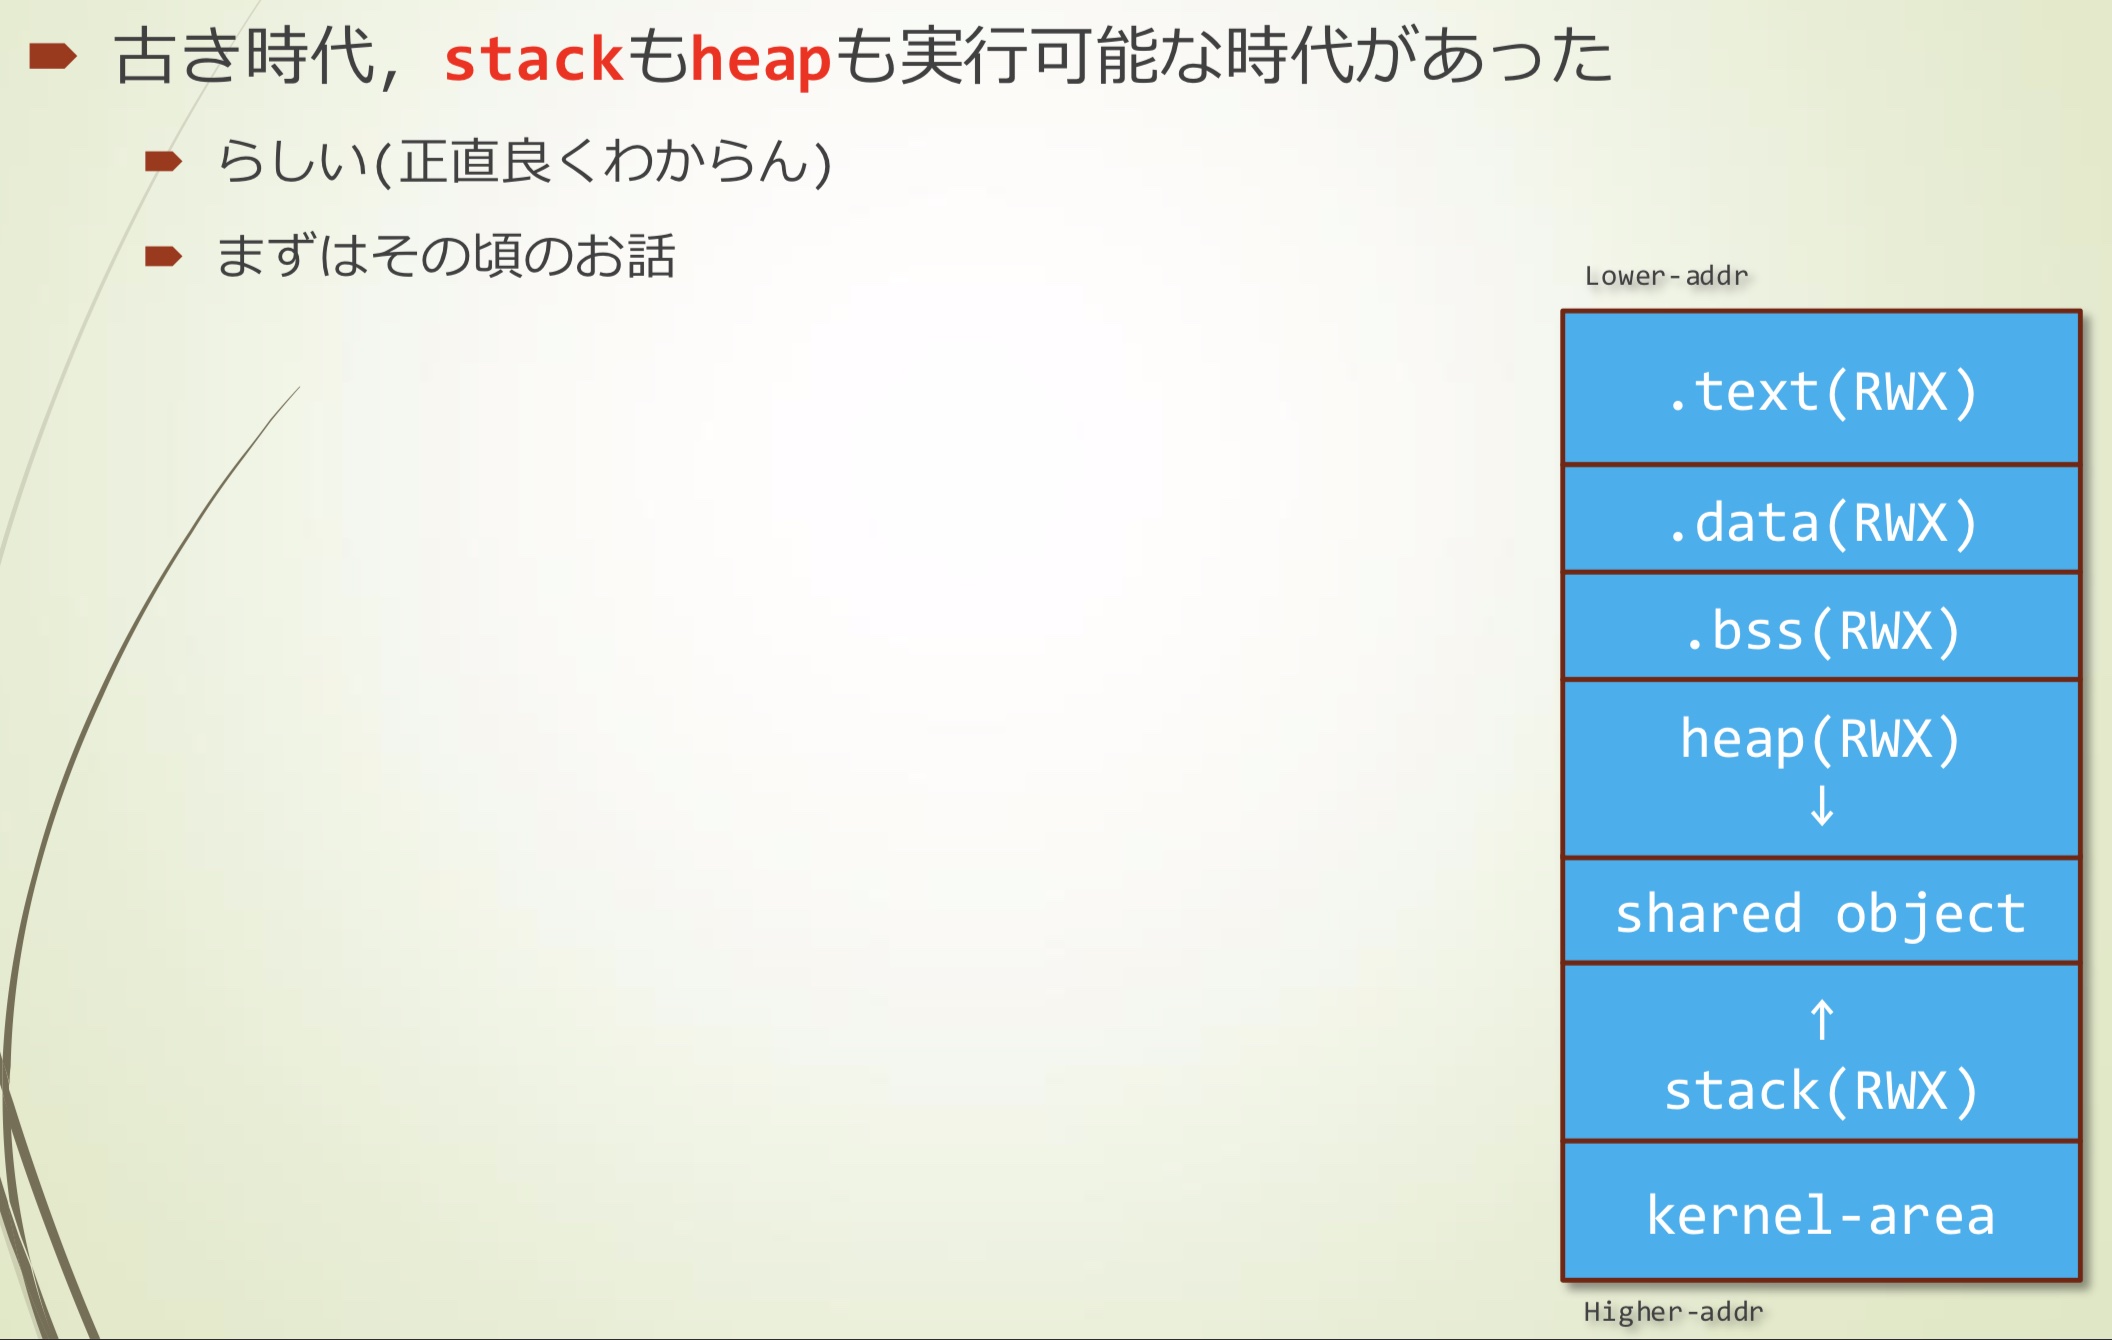 古き時代, stackもheapも実行可能な時代があった
らしい(正直良くわからん)
まずはその頃のお話
Lower-addr
.text(RWX)
.data(RWX)
.bss(RWX)
heap(RWX)
↓
shared object
↑
stack(RWX)
kernel-area
Higher-addr